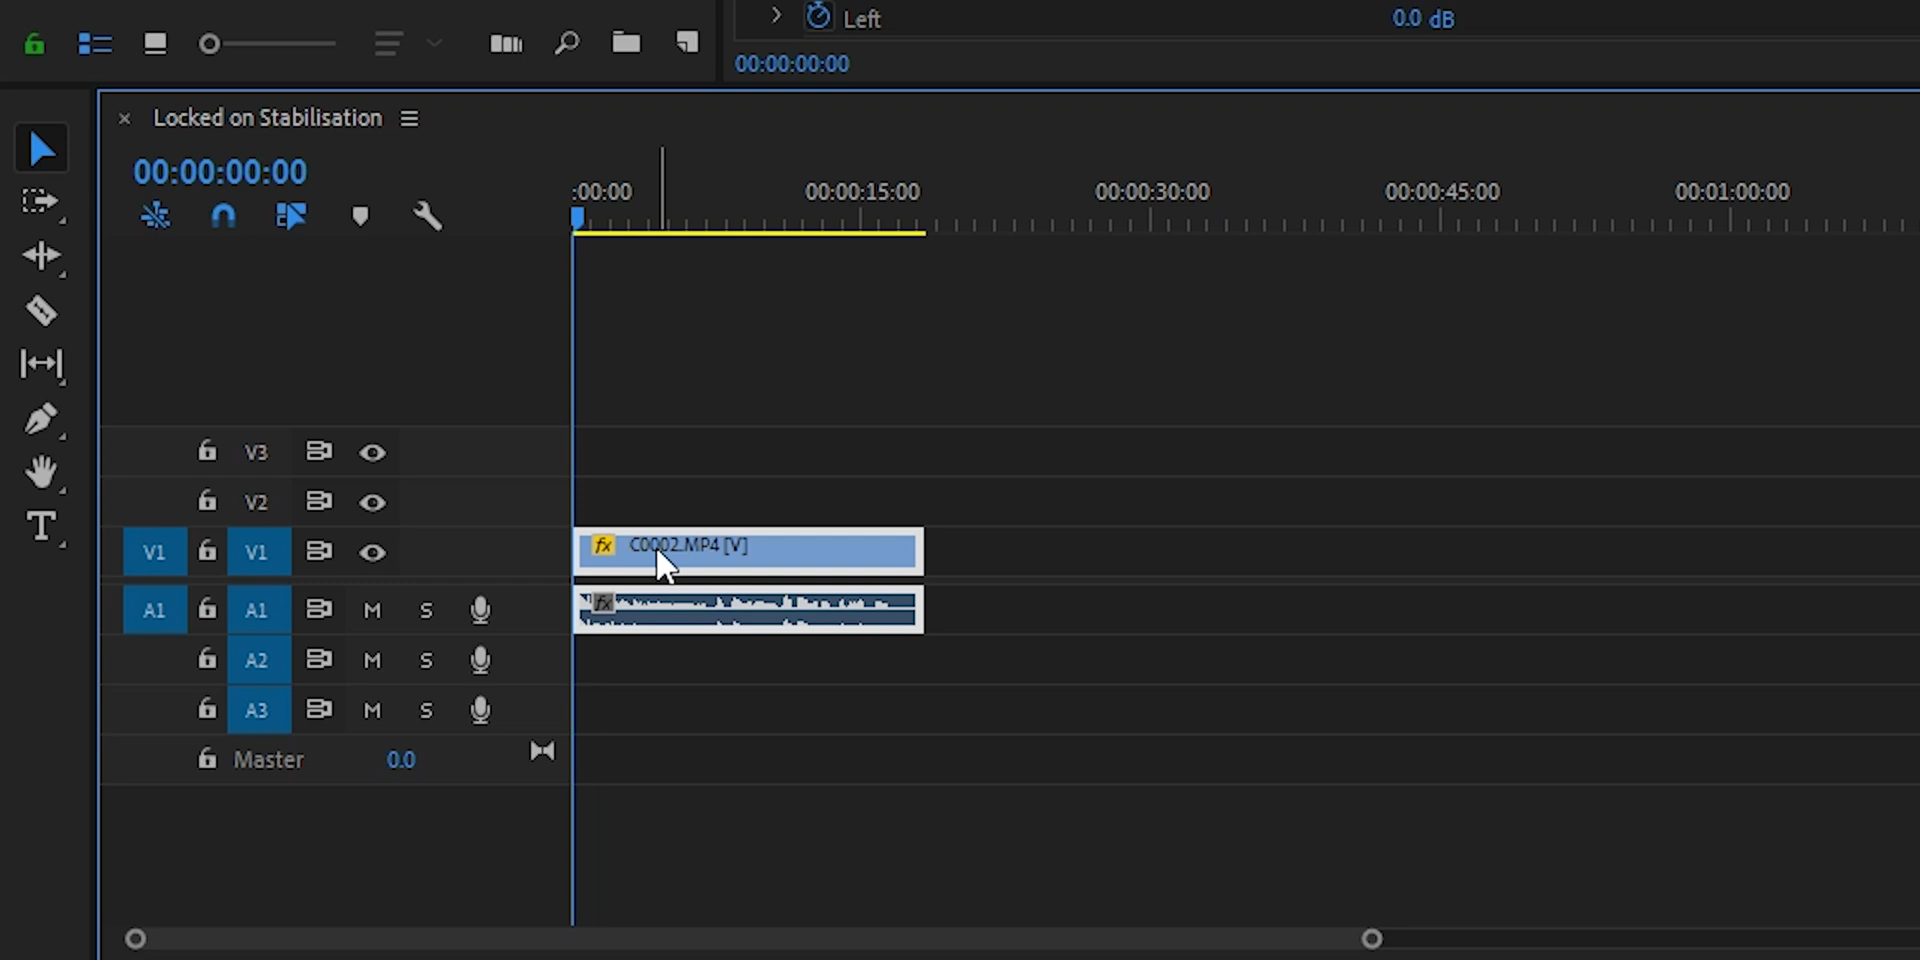 Left 0.0 dB
00:00:00:00
× Locked on Stabilisation
00:00:00:00
:00:00 00:00:15:00 00:00:30:00 00:00:45:00 00:01:00:00
V3
V2
V1 V1 fx C0002.MP4 [V]
A1 A1 M S fx
A2 M S
A3 M S
Master 0.0
T